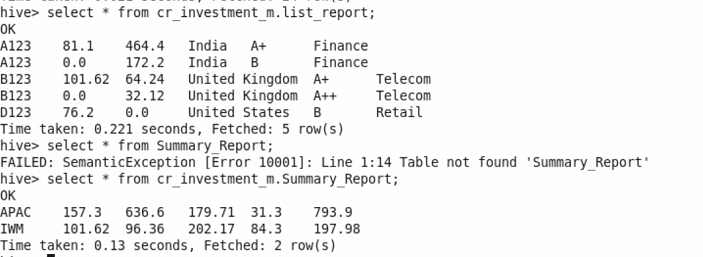 hive> select * from cr_investment_m.list_report;
OK
A123 81.1 464.4 India A+ Finance
A123 0.0 172.2 India B Finance
B123 101.62 64.24 United Kingdom A+ Telecom
B123 0.0 32.12 United Kingdom A++ Telecom
D123 76.2 0.0 United States B Retail
Time taken: 0.221 seconds, Fetched: 5 row(s)
hive> select * from Summary_Report;
FAILED: SemanticException [Error 10001]: Line 1:14 Table not found 'Summary_Report'
hive> select * from cr_investment_m.Summary_Report;
OK
APAC 157.3 636.6 179.71 31.3 793.9
IWM 101.62 96.36 202.17 84.3 197.98
Time taken: 0.13 seconds, Fetched: 2 row(s)